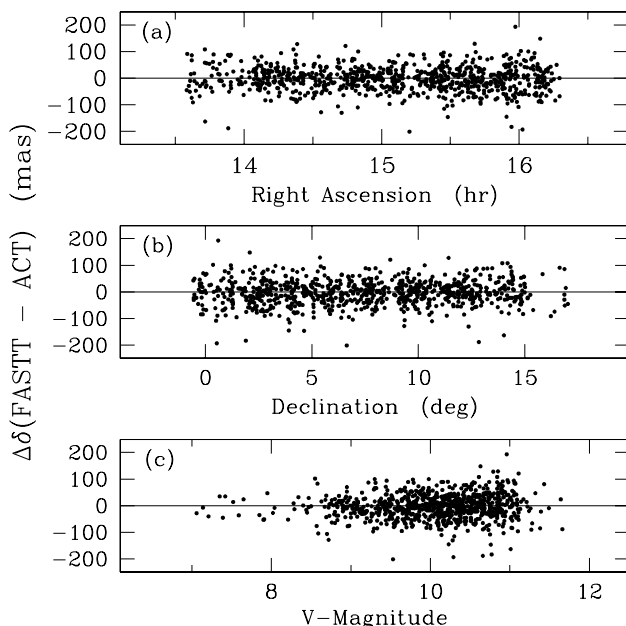 Δδ(FASTT − ACT) (mas)
(a)
200
100
0
−100
−200
14 15 16
Right Ascension (hr)
(b)
200
100
0
−100
−200
0 5 10 15
Declination (deg)
(c)
200
100
0
−100
−200
8 10 12
V−Magnitude